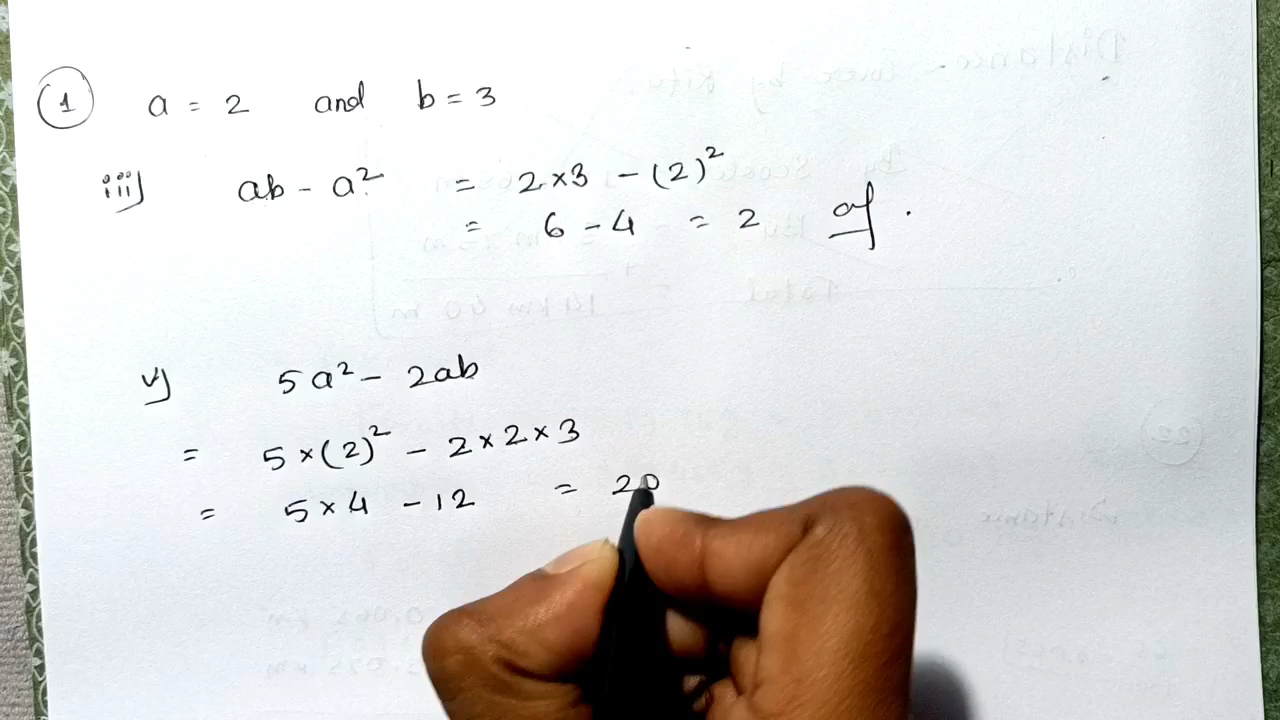 1 a = 2 and b = 3
iii) ab - a² = 2×3 - (2)²
= 6 - 4 = 2
v) 5a² - 2ab
= 5×(2)² - 2×2×3
= 5×4 - 12 = 20